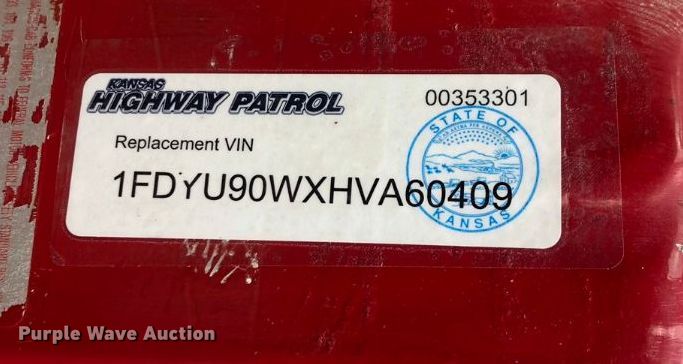 KANSAS
HIGHWAY PATROL
00353301
Replacement VIN
STATE OF
1FDYU90WXHVA60409
KANSAS
Purple Wave Auction